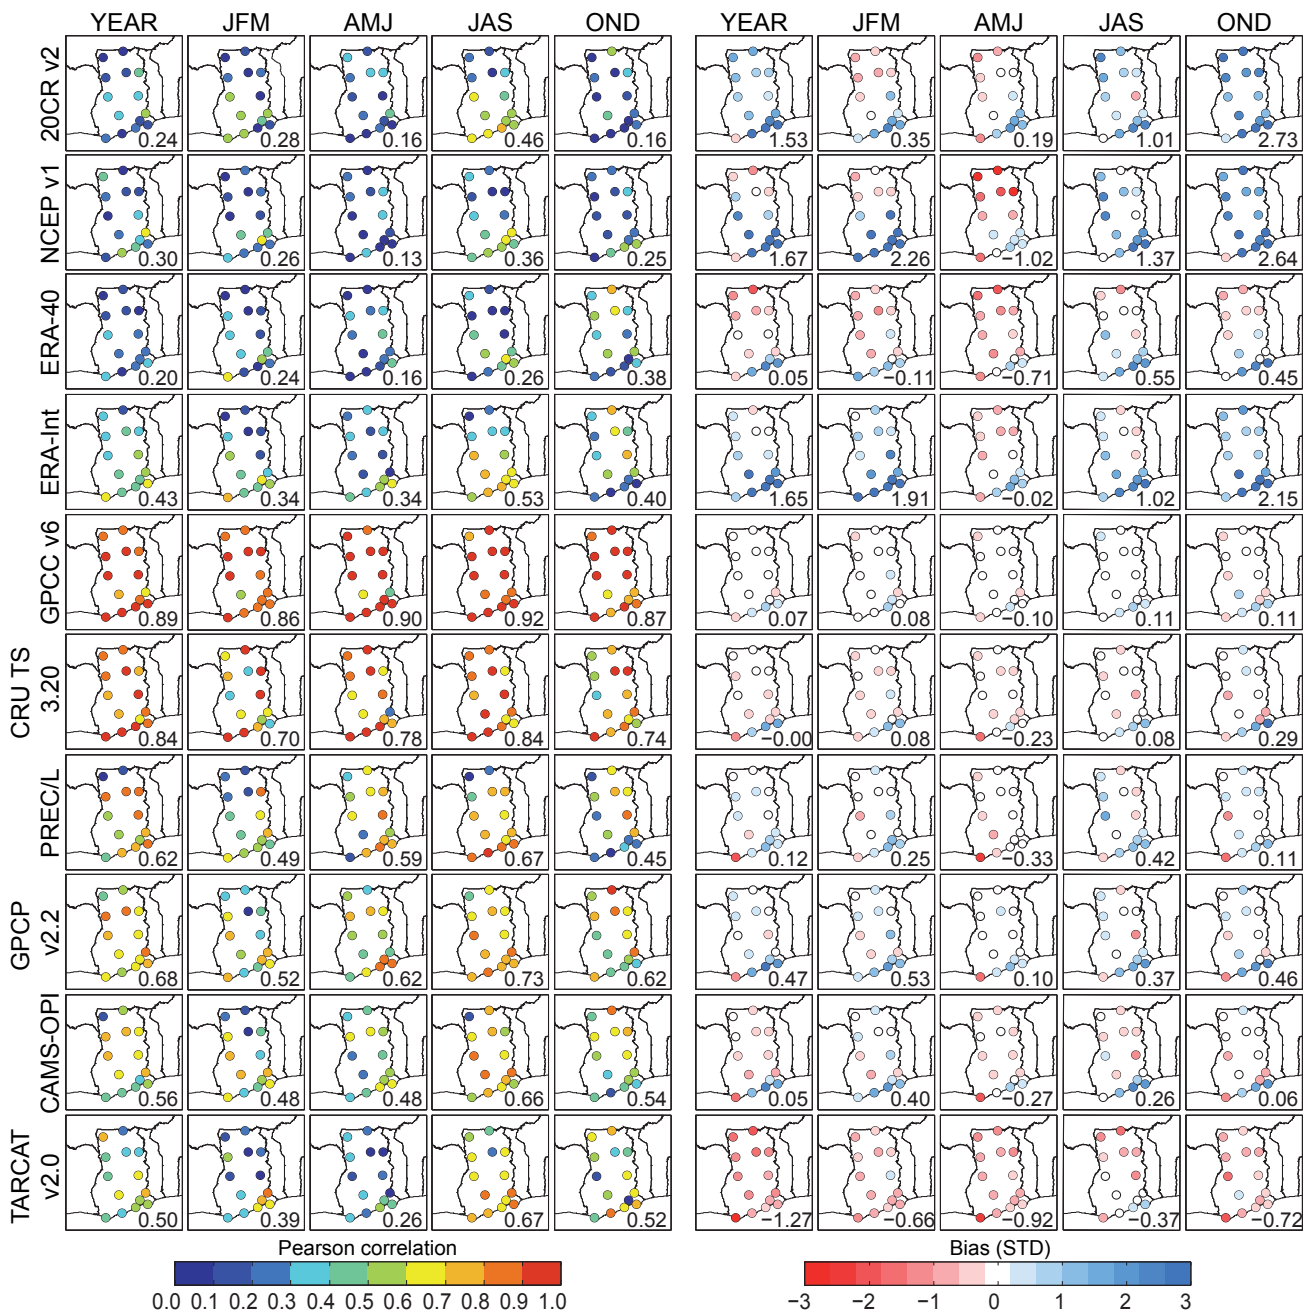 YEAR JFM AMJ JAS OND YEAR JFM AMJ JAS OND
20CR v2 0.24 0.28 0.16 0.46 0.16 1.53 0.35 0.19 1.01 2.73
NCEP v1 0.30 0.26 0.13 0.36 0.25 1.67 2.26 −1.02 1.37 2.64
ERA-40 0.20 0.24 0.16 0.26 0.38 0.05 −0.11 −0.71 0.55 0.45
ERA-Int 0.43 0.34 0.34 0.53 0.40 1.65 1.91 −0.02 1.02 2.15
GPCC v6 0.89 0.86 0.90 0.92 0.87 0.07 0.08 −0.10 0.11 0.11
CRU TS
3.20 0.84 0.70 0.78 0.84 0.74 −0.00 0.08 −0.23 0.08 0.29
PREC/L 0.62 0.49 0.59 0.67 0.45 0.12 0.25 −0.33 0.42 0.11
GPCP
v2.2 0.68 0.52 0.62 0.73 0.62 0.47 0.53 0.10 0.37 0.46
CAMS-OPI 0.56 0.48 0.48 0.66 0.54 0.05 0.40 −0.27 0.26 0.06
TARCAT
v2.0 0.50 0.39 0.26 0.67 0.52 −1.27 −0.66 −0.92 −0.37 −0.72
Pearson correlation Bias (STD)
0.0 0.1 0.2 0.3 0.4 0.5 0.6 0.7 0.8 0.9 1.0 −3 −2 −1 0 1 2 3